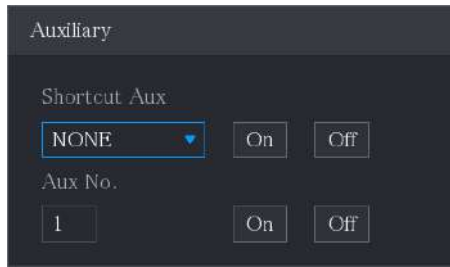 Auxiliary
Shortcut Aux
NONE On Off
Aux No.
1 On Off